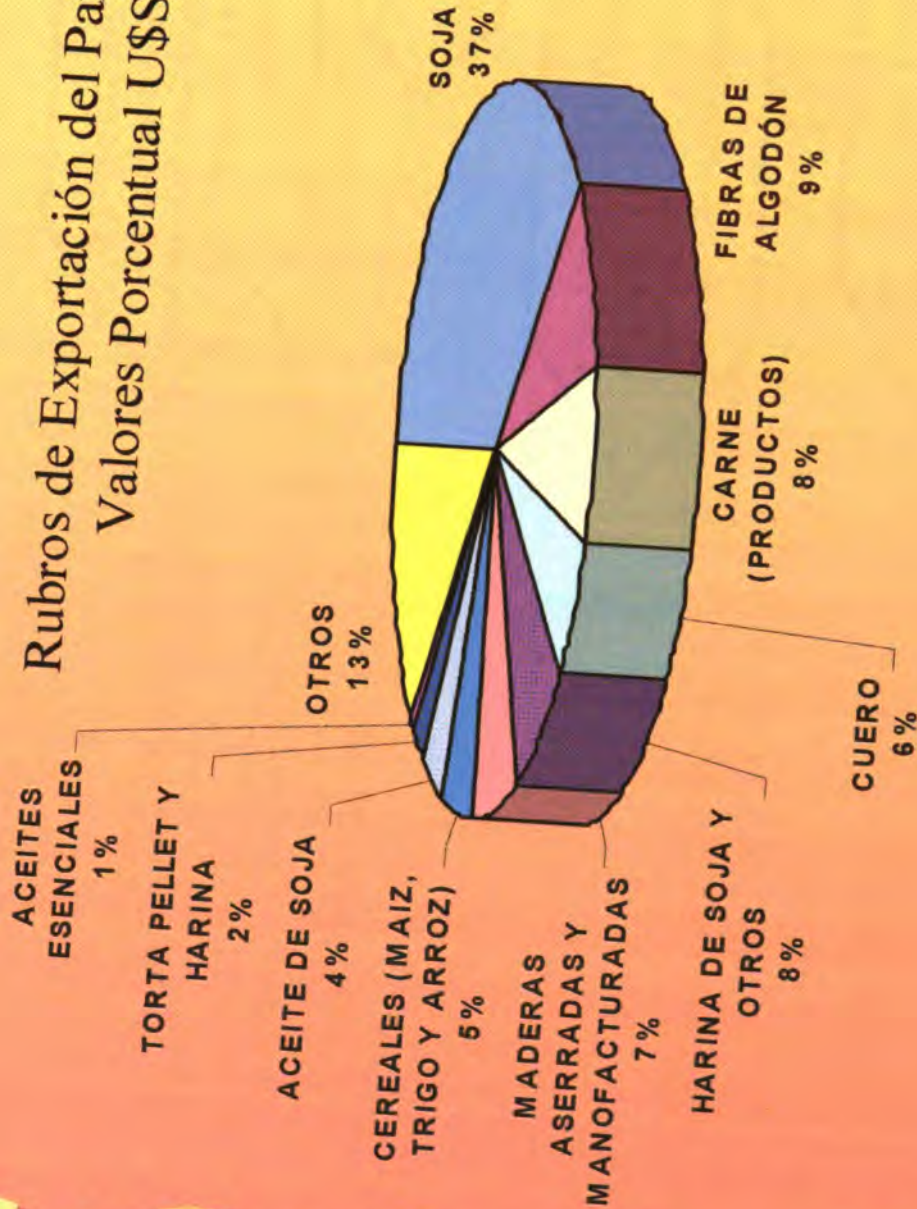 Rubros de Exportación del Pa
Valores Porcentual U$S
SOJA
37%
FIBRAS DE
ALGODÓN
9%
CARNE
(PRODUCTOS)
8%
CUERO
6%
HARINA DE SOJA Y
OTROS
8%
MADERAS
ASERRADAS Y
MANOFACTURADAS
7%
CEREALES (MAIZ,
TRIGO Y ARROZ)
5%
ACEITE DE SOJA
4%
TORTA PELLET Y
HARINA
2%
ACEITES
ESENCIALES
1%
OTROS
13%